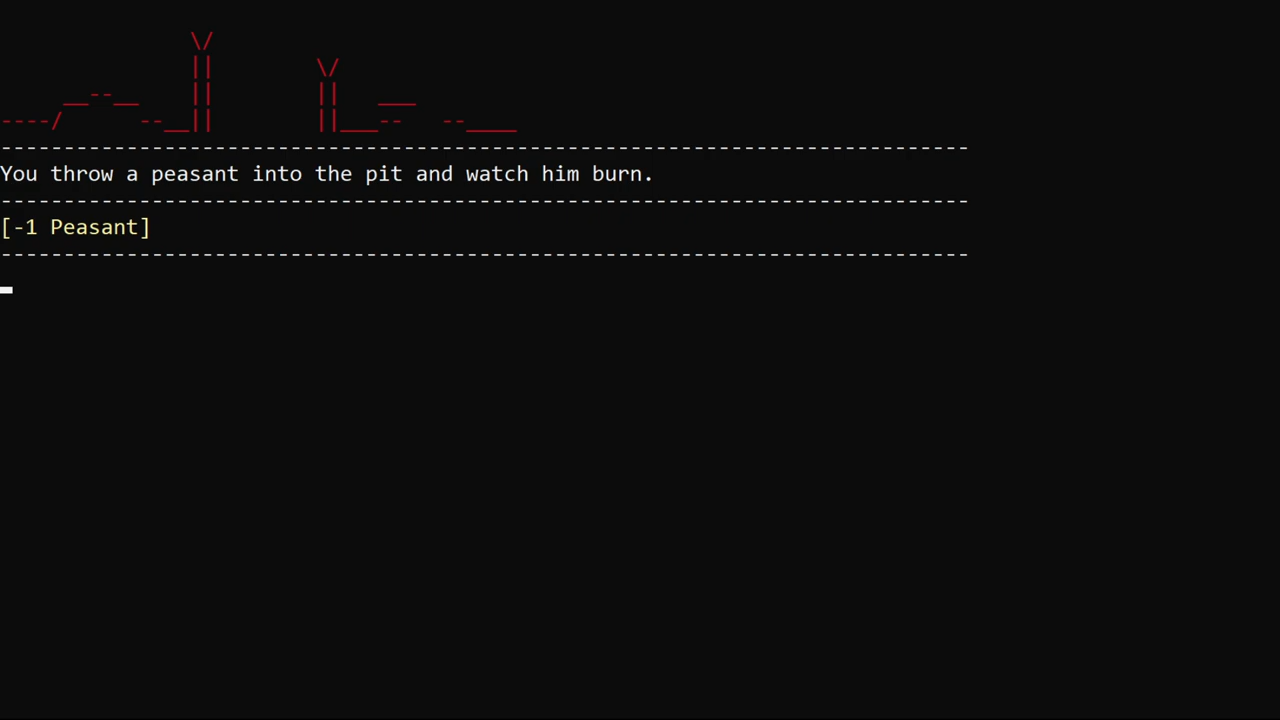 You throw a peasant into the pit and watch him burn.
[-1 Peasant]